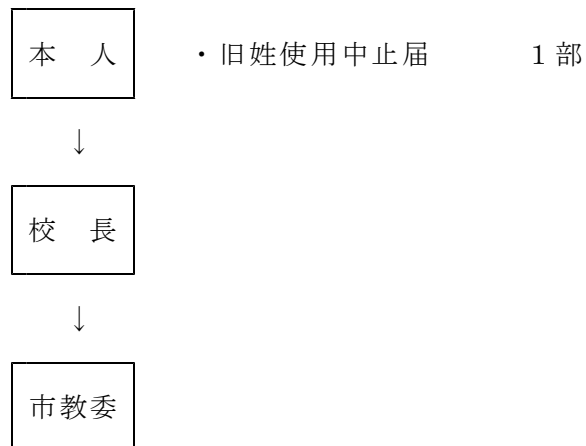 本　人　・旧姓使用中止届　１部
↓
校　長
↓
市教委